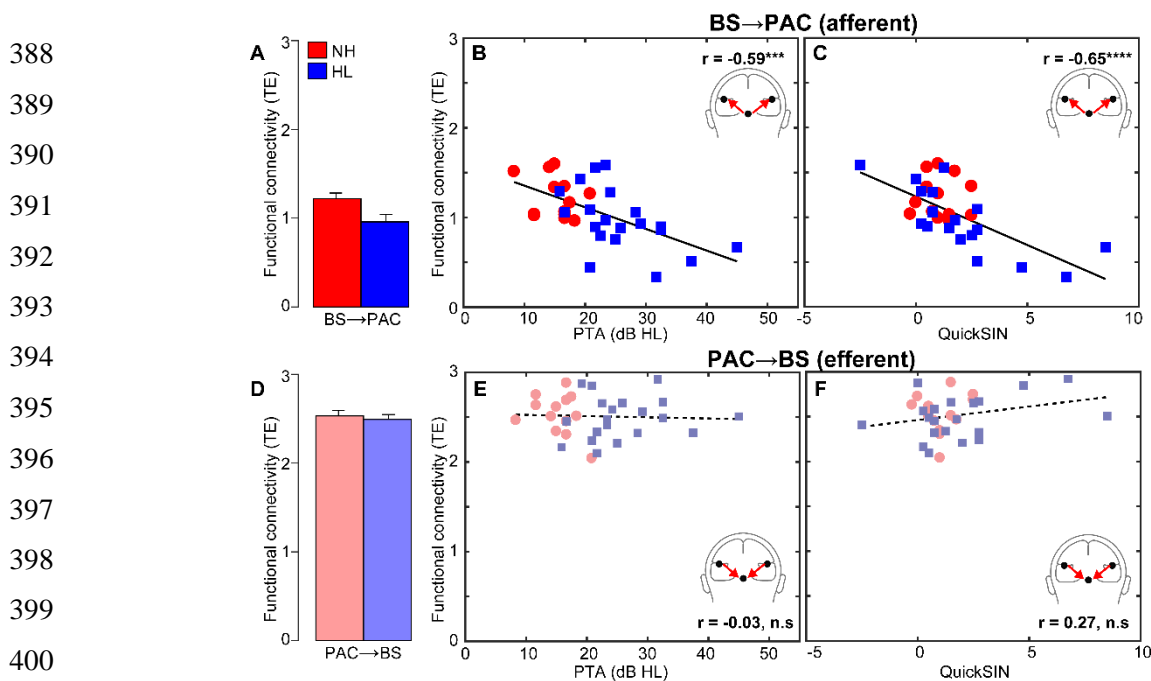 388
389
390
391
392
393
394
395
396
397
398
399
400
BS→PAC (afferent)
A
NH
HL
Functional connectivity (TE)
3
2
1
0
BS→PAC
B
r = -0.59***
Functional connectivity (TE)
3
2
1
0
0 10 20 30 40 50
PTA (dB HL)
C
r = -0.65****
-5 0 5 10
QuickSIN
PAC→BS (efferent)
D
Functional connectivity (TE)
3
2
1
0
PAC→BS
E
Functional connectivity (TE)
3
2
1
0
r = -0.03, n.s
0 10 20 30 40 50
PTA (dB HL)
F
r = 0.27, n.s
-5 0 5 10
QuickSIN